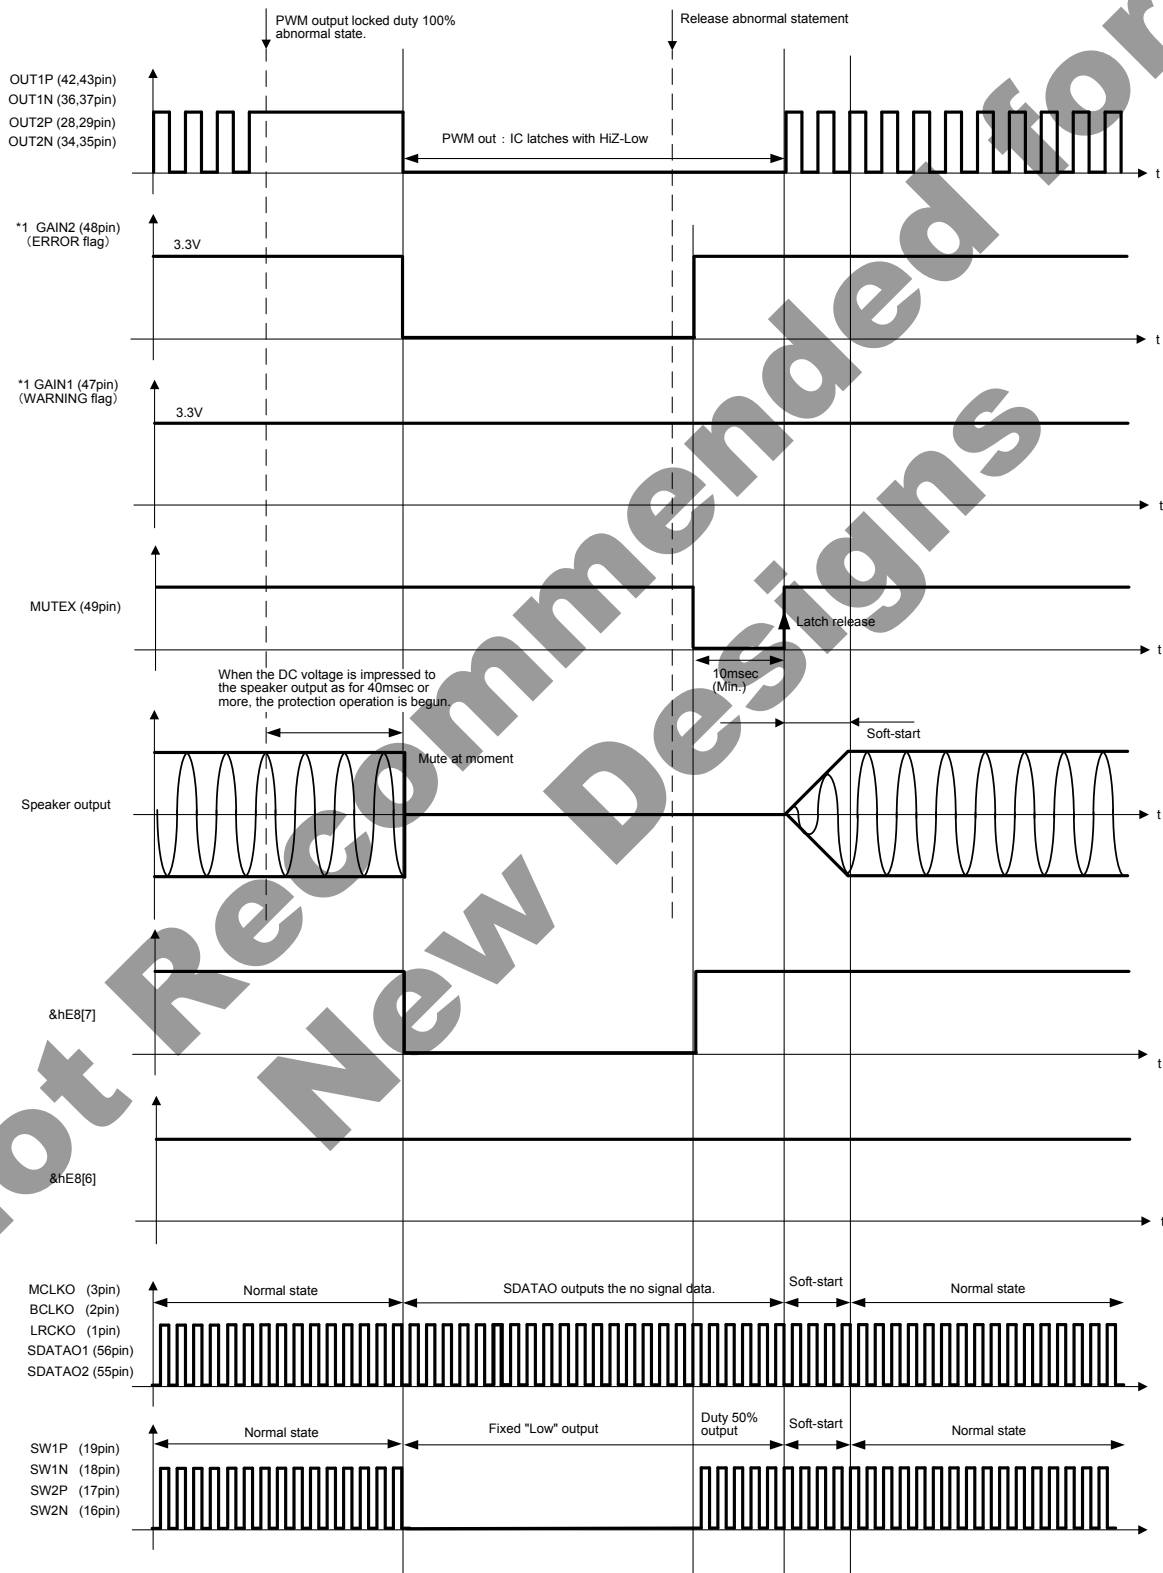 PWM output locked duty 100%
abnormal state.
Release abnormal statement
OUT1P (42,43pin)
OUT1N (36,37pin)
OUT2P (28,29pin)
OUT2N (34,35pin)
PWM out : IC latches with HiZ-Low
t
*1 GAIN2 (48pin)
(ERROR flag)
3.3V
t
*1 GAIN1 (47pin)
(WARNING flag)
3.3V
t
MUTEX (49pin)
Latch release
t
10msec
(Min.)
When the DC voltage is impressed to
the speaker output as for 40msec or
more, the protection operation is begun.
Soft-start
Mute at moment
Speaker output
t
&hE8[7]
t
&hE8[6]
t
MCLKO (3pin)
BCLKO (2pin)
LRCKO (1pin)
SDATAO1 (56pin)
SDATAO2 (55pin)
Normal state
SDATAO outputs the no signal data.
Soft-start
Normal state
SW1P (19pin)
SW1N (18pin)
SW2P (17pin)
SW2N (16pin)
Normal state
Fixed "Low" output
Duty 50%
output
Soft-start
Normal state
ot Recommended for
New Designs